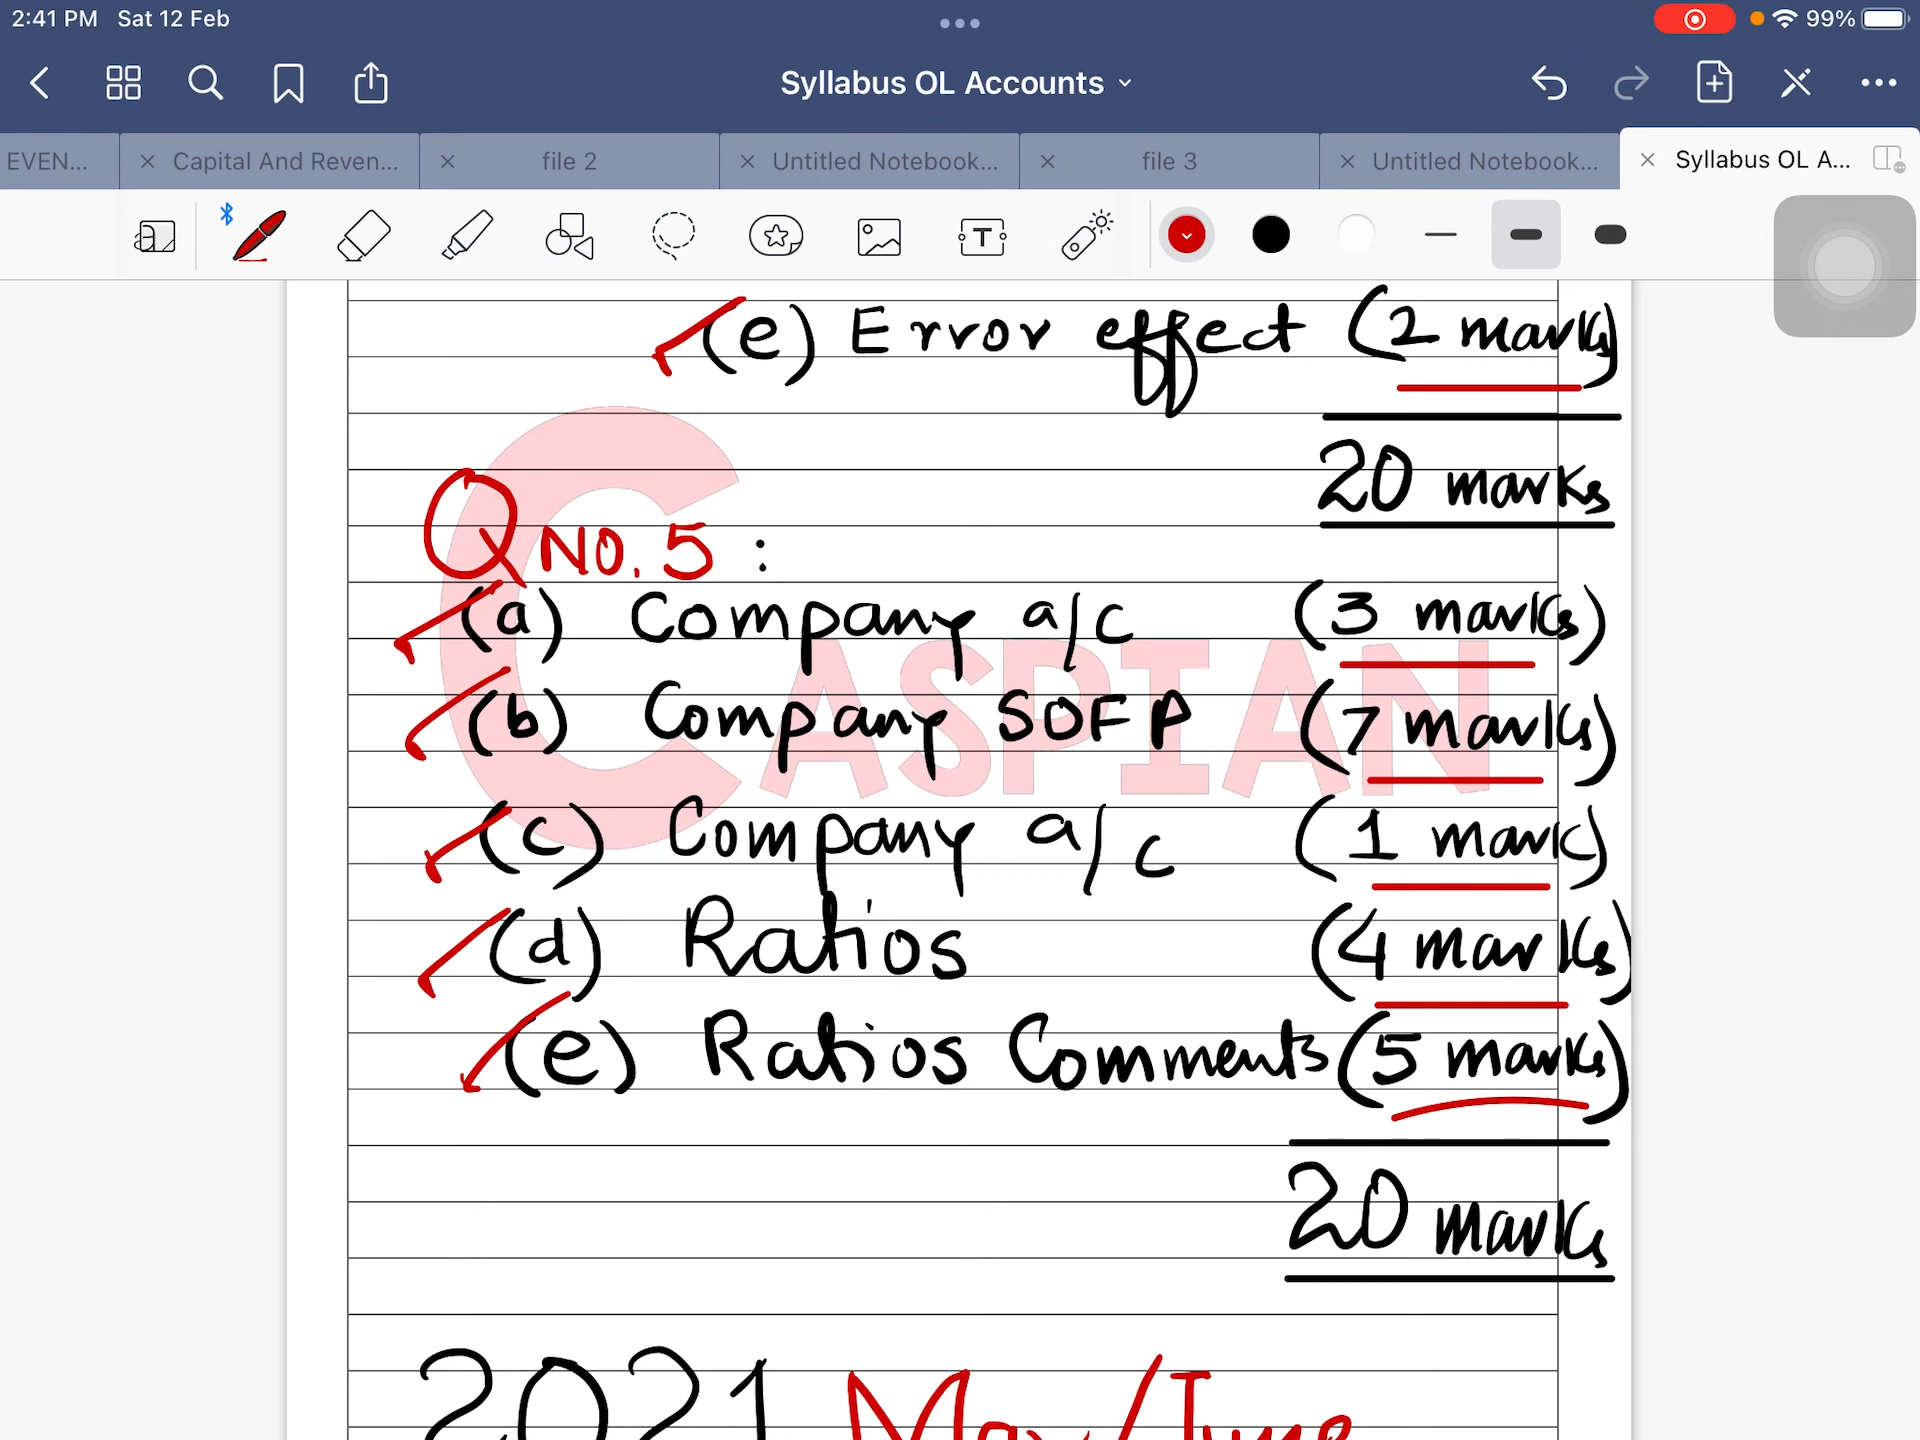 2:41 PM Sat 12 Feb
99%
Syllabus OL Accounts
EVEN...
Capital And Reven...
file 2
Untitled Notebook...
file 3
Untitled Notebook...
Syllabus OL A...
(e) Error effect (2 marks)
20 marks
Q NO. 5 :
(a) Company a/c (3 marks)
(b) Company SOFP (7 marks)
(c) Company a/c (1 mark)
(d) Ratios (4 marks)
(e) Ratios Comments (5 marks)
20 marks
2021 May/June
CASPIAN